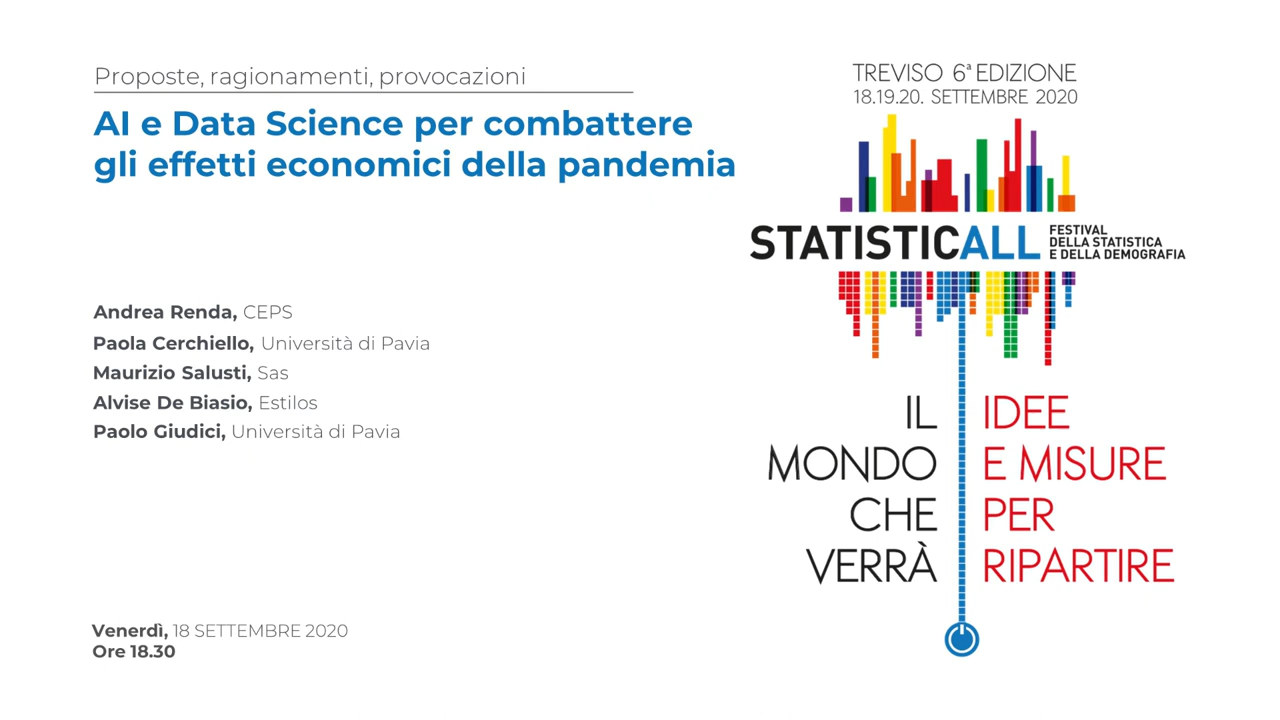 Proposte, ragionamenti, provocazioni
AI e Data Science per combattere
gli effetti economici della pandemia
Andrea Renda, CEPS
Paola Cerchiello, Università di Pavia
Maurizio Salusti, Sas
Alvise De Biasio, Estilos
Paolo Giudici, Università di Pavia
Venerdì, 18 SETTEMBRE 2020
Ore 18.30
TREVISO 6ª EDIZIONE
18.19.20. SETTEMBRE 2020
STATISTICALL
FESTIVAL
DELLA STATISTICA
E DELLA DEMOGRAFIA
IL
MONDO
CHE
VERRÀ
IDEE
E MISURE
PER
RIPARTIRE